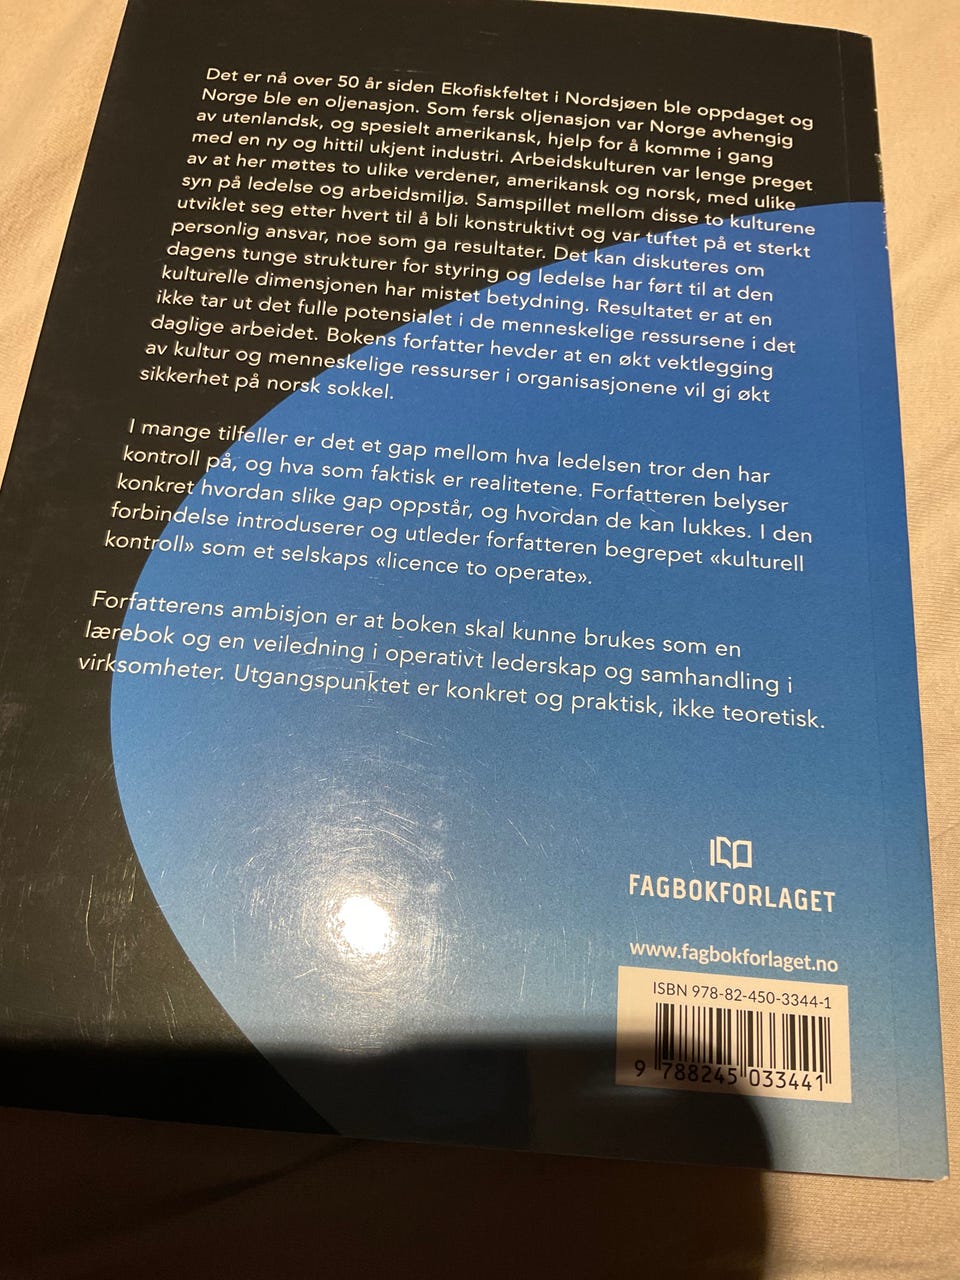 Det er nå over 50 år siden Ekofiskfeltet i Nordsjøen ble oppdaget og
Norge ble en oljenasjon. Som fersk oljenasjon var Norge avhengig
av utenlandsk, og spesielt amerikansk, hjelp for å komme i gang
med en ny og hittil ukjent industri. Arbeidskulturen var lenge preget
av at her møttes to ulike verdener, amerikansk og norsk, med ulike
syn på ledelse og arbeidsmiljø. Samspillet mellom disse to kulturene
utviklet seg etter hvert til å bli konstruktivt og var tuftet på et sterkt
personlig ansvar, noe som ga resultater. Det kan diskuteres om
dagens tunge strukturer for styring og ledelse har ført til at den
kulturelle dimensjonen har mistet betydning. Resultatet er at en
ikke tar ut det fulle potensialet i de menneskelige ressursene i det
daglige arbeidet. Bokens forfatter hevder at en økt vektlegging
av kultur og menneskelige ressurser i organisasjonene vil gi økt
sikkerhet på norsk sokkel.
I mange tilfeller er det et gap mellom hva ledelsen tror den har
kontroll på, og hva som faktisk er realitetene. Forfatteren belyser
konkret hvordan slike gap oppstår, og hvordan de kan lukkes. I den
forbindelse introduserer og utleder forfatteren begrepet «kulturell
kontroll» som et selskaps «licence to operate».
Forfatterens ambisjon er at boken skal kunne brukes som en
lærebok og en veiledning i operativt lederskap og samhandling i
virksomheter. Utgangspunktet er konkret og praktisk, ikke teoretisk.
FAGBOKFORLAGET
www.fagbokforlaget.no
ISBN 978-82-450-3344-1
9 788245 033441